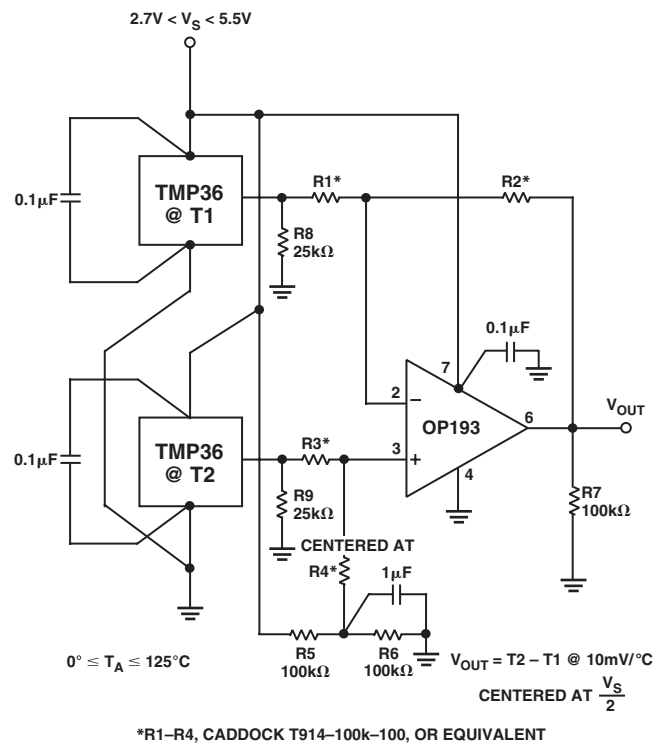 2.7V < VS < 5.5V
0.1μF
TMP36
@ T1
R1*
R2*
R8
25kΩ
0.1μF
7
2
−
OP193
6
VOUT
3
+
4
0.1μF
TMP36
@ T2
R3*
R9
25kΩ
R7
100kΩ
CENTERED AT
R4*
1μF
0° ≤ TA ≤ 125°C
R5
100kΩ
R6
100kΩ
VOUT = T2 – T1 @ 10mV/°C
CENTERED AT VS/2
*R1–R4, CADDOCK T914–100k–100, OR EQUIVALENT